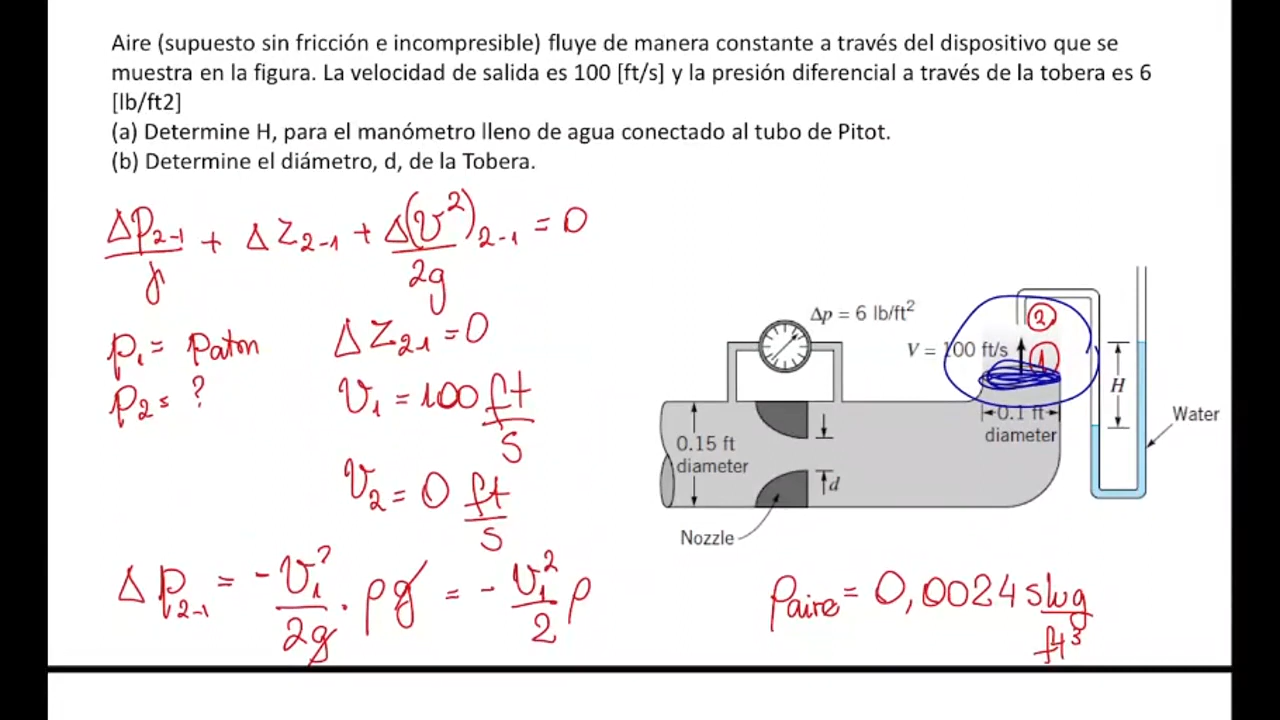 Aire (supuesto sin fricción e incompresible) fluye de manera constante a través del dispositivo que se
muestra en la figura. La velocidad de salida es 100 [ft/s] y la presión diferencial a través de la tobera es 6
[lb/ft2]
(a) Determine H, para el manómetro lleno de agua conectado al tubo de Pitot.
(b) Determine el diámetro, d, de la Tobera.
Δp₂₋₁/γ + ΔZ₂₋₁ + Δ(v²)₂₋₁/2g = 0
p₁ = patm
p₂ = ?
ΔZ₂₁ = 0
v₁ = 100 ft/s
v₂ = 0 ft/s
Δp₂₋₁ = -v₁²/2g · ρg = -v₁²/2 ρ
Δp = 6 lb/ft²
V = 100 ft/s
2
1
H
Water
0.1 ft
diameter
0.15 ft
diameter
d
Nozzle
ρaire = 0,0024 slug/ft³